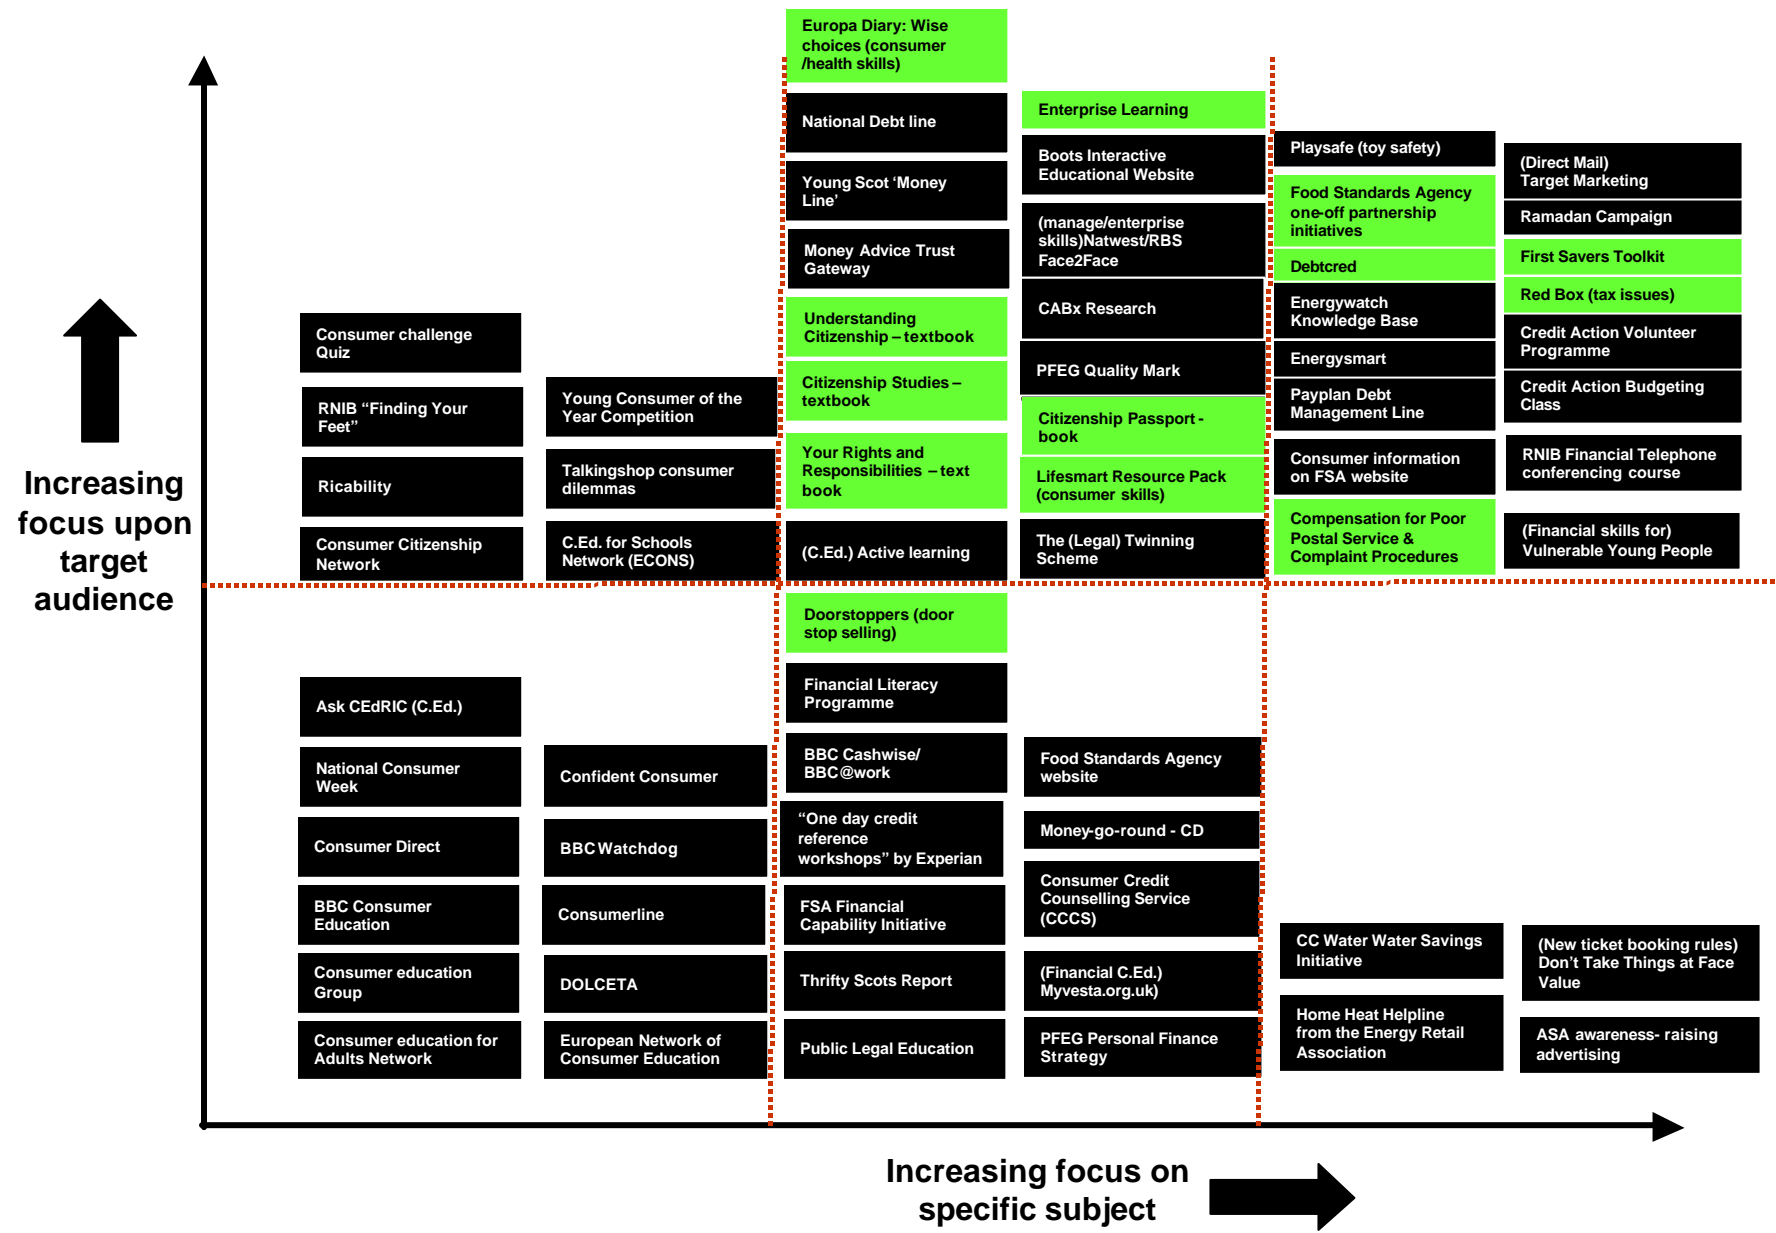 Europa Diary: Wise
choices (consumer
/health skills)
National Debt line
Young Scot ‘Money
Line’
Money Advice Trust
Gateway
Understanding
Citizenship – textbook
Citizenship Studies –
textbook
Your Rights and
Responsibilities – text
book
(C.Ed.) Active learning
Enterprise Learning
Boots Interactive
Educational Website
(manage/enterprise
skills)Natwest/RBS
Face2Face
CABx Research
PFEG Quality Mark
Citizenship Passport -
book
Lifesmart Resource Pack
(consumer skills)
The (Legal) Twinning
Scheme
Playsafe (toy safety)
Food Standards Agency
one-off partnership
initiatives
Debtcred
Energywatch
Knowledge Base
Energysmart
Payplan Debt
Management Line
Consumer information
on FSA website
Compensation for Poor
Postal Service &
Complaint Procedures
(Direct Mail)
Target Marketing
Ramadan Campaign
First Savers Toolkit
Red Box (tax issues)
Credit Action Volunteer
Programme
Credit Action Budgeting
Class
RNIB Financial Telephone
conferencing course
(Financial skills for)
Vulnerable Young People
Consumer challenge
Quiz
RNIB “Finding Your
Feet”
Ricability
Consumer Citizenship
Network
Young Consumer of the
Year Competition
Talkingshop consumer
dilemmas
C.Ed. for Schools
Network (ECONS)
Increasing
focus upon
target
audience
Ask CEdRIC (C.Ed.)
National Consumer
Week
Consumer Direct
BBC Consumer
Education
Consumer education
Group
Consumer education for
Adults Network
Confident Consumer
BBC Watchdog
Consumerline
DOLCETA
European Network of
Consumer Education
Doorstoppers (door
stop selling)
Financial Literacy
Programme
BBC Cashwise/
BBC@work
“One day credit
reference
workshops” by Experian
FSA Financial
Capability Initiative
Thrifty Scots Report
Public Legal Education
Food Standards Agency
website
Money-go-round - CD
Consumer Credit
Counselling Service
(CCCS)
(Financial C.Ed.)
Myvesta.org.uk)
PFEG Personal Finance
Strategy
CC Water Water Savings
Initiative
Home Heat Helpline
from the Energy Retail
Association
(New ticket booking rules)
Don’t Take Things at Face
Value
ASA awareness- raising
advertising
Increasing focus on
specific subject